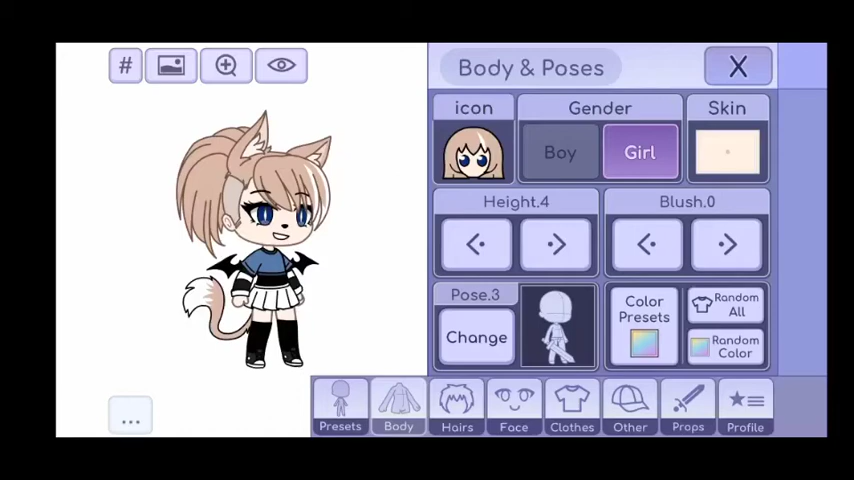 #
Body & Poses
X
icon
Gender
Skin
Boy
Girl
Height.4
Blush.0
Pose.3
Change
Color
Presets
Random
All
Random
Color
...
Presets
Body
Hairs
Face
Clothes
Other
Props
Profile